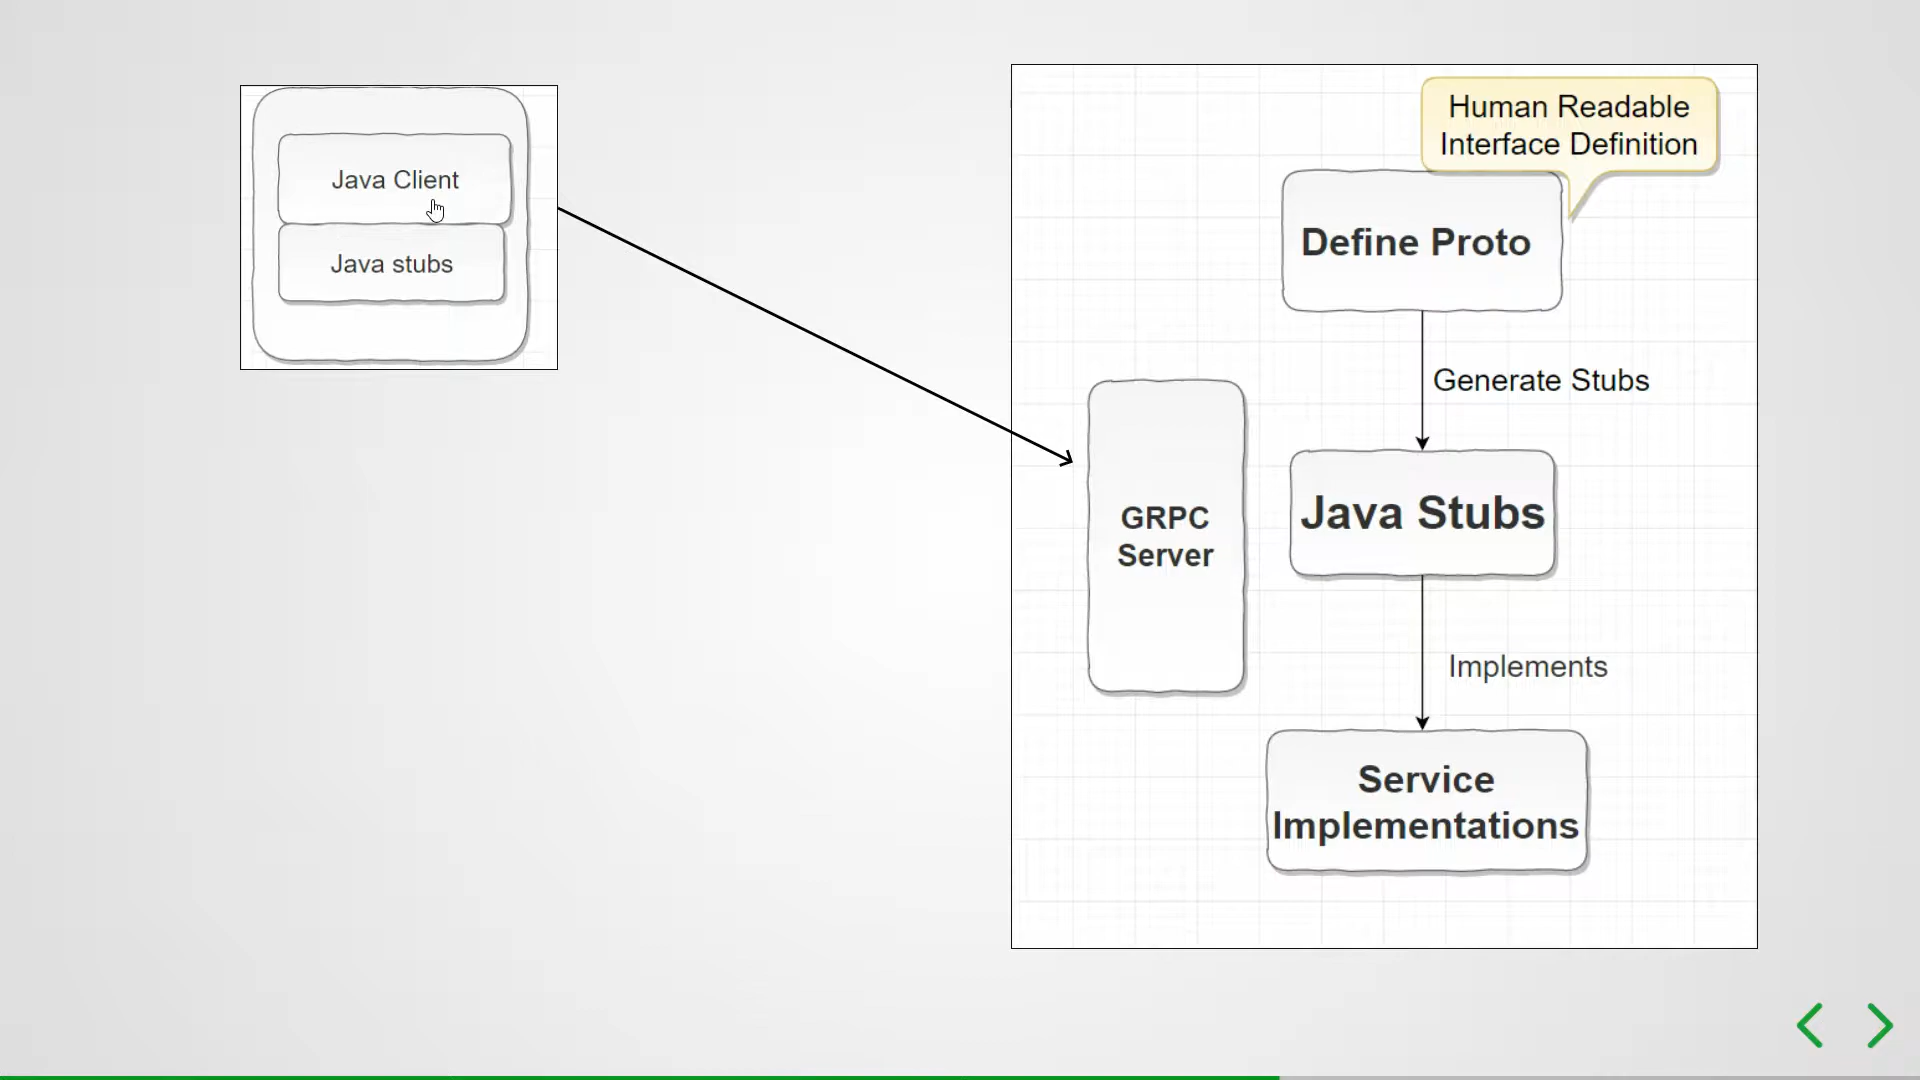 Java Client
Java stubs
Human Readable
Interface Definition
Define Proto
Generate Stubs
GRPC
Server
Java Stubs
Implements
Service
Implementations